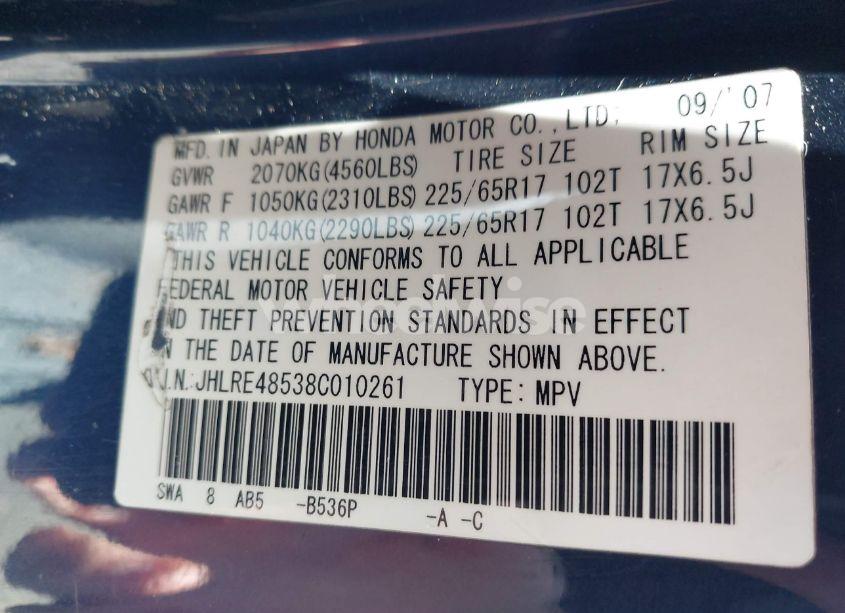 MFD. IN JAPAN BY HONDA MOTOR CO., LTD; 09/'07
GVWR 2070KG(4560LBS) TIRE SIZE RIM SIZE
GAWR F 1050KG(2310LBS) 225/65R17 102T 17X6.5J
GAWR R 1040KG(2290LBS) 225/65R17 102T 17X6.5J
THIS VEHICLE CONFORMS TO ALL APPLICABLE
FEDERAL MOTOR VEHICLE SAFETY
AND THEFT PREVENTION STANDARDS IN EFFECT
ON THE DATE OF MANUFACTURE SHOWN ABOVE.
V.I.N.:JHLRE48538C010261 TYPE: MPV
SWA 8 AB5 -B536P -A -C
wheelwise